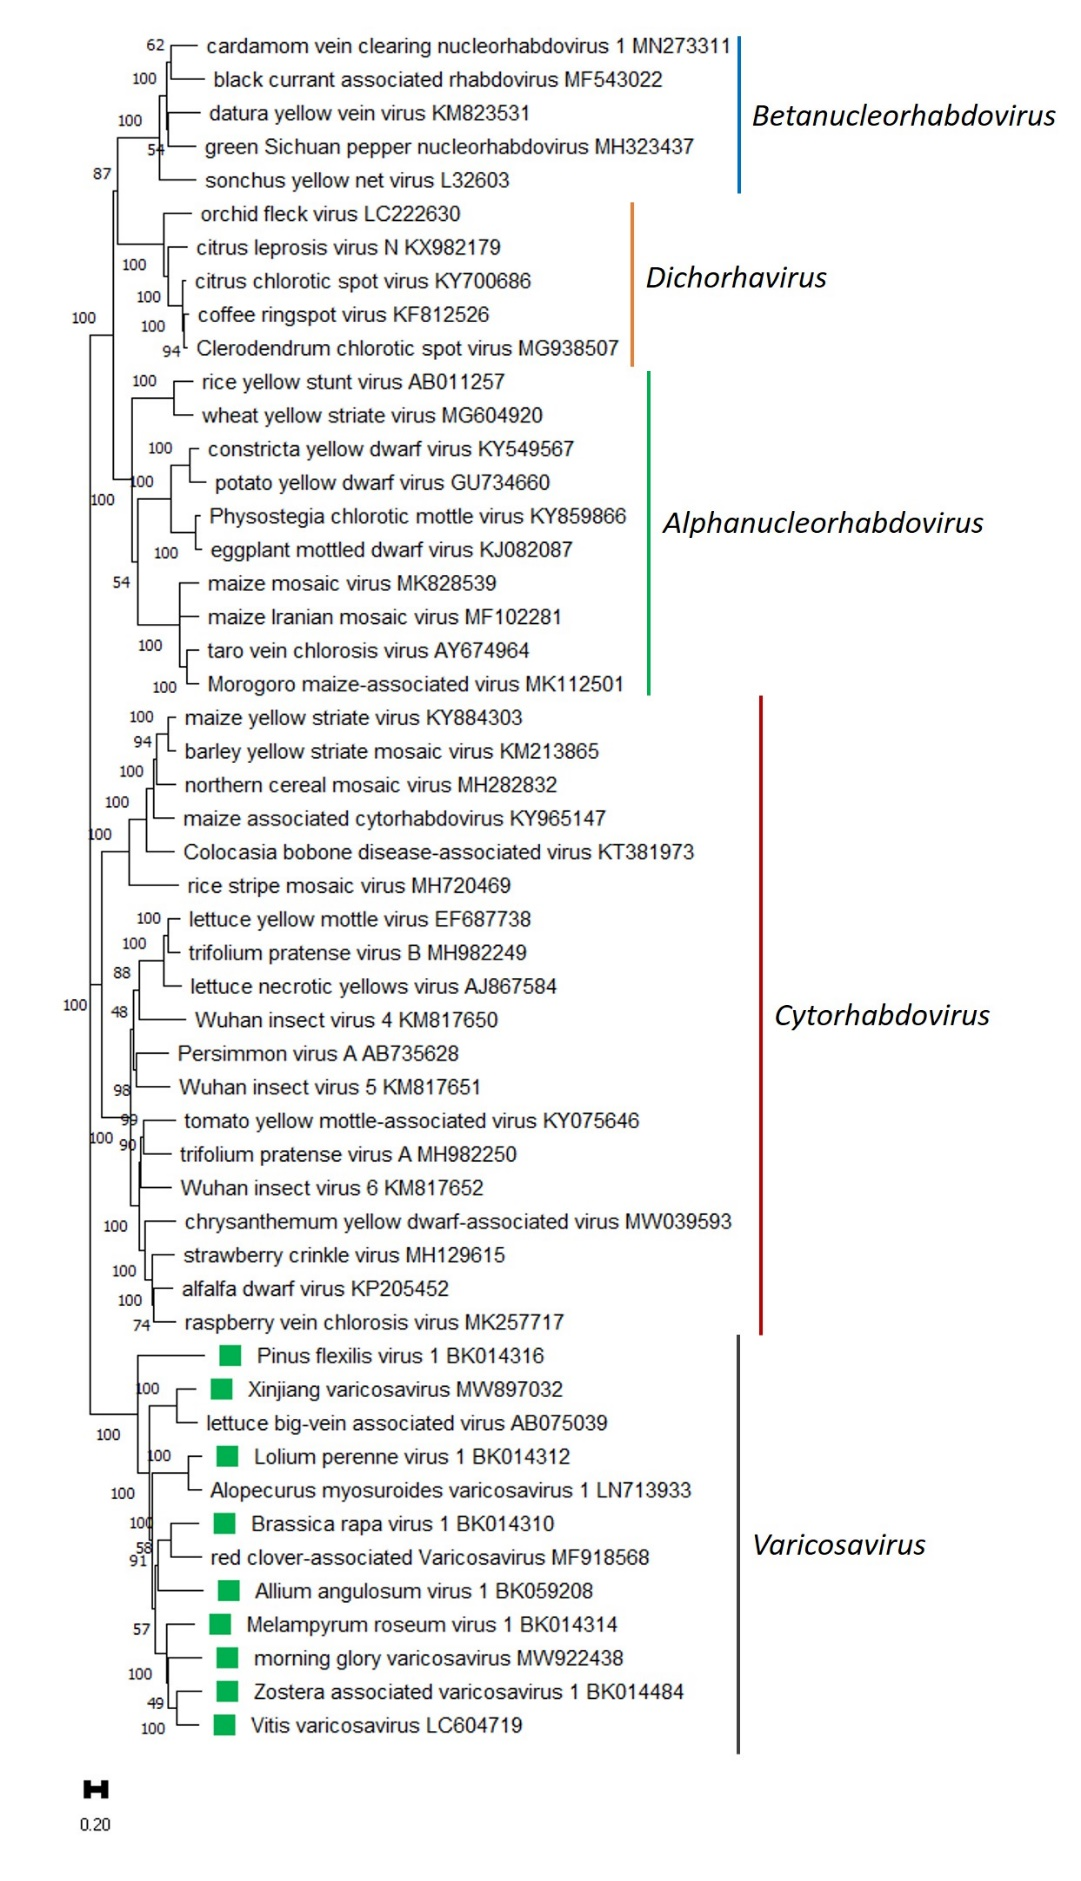 62
cardamom vein clearing nucleorhabdovirus 1 MN273311
100
black currant associated rhabdovirus MF543022
100
datura yellow vein virus KM823531
Betanucleorhabdovirus
54
green Sichuan pepper nucleorhabdovirus MH323437
87
sonchus yellow net virus L32603
orchid fleck virus LC222630
citrus leprosis virus N KX982179
100
citrus chlorotic spot virus KY700686
Dichorhavirus
100
coffee ringspot virus KF812526
100
100
94
Clerodendrum chlorotic spot virus MG938507
100
rice yellow stunt virus AB011257
wheat yellow striate virus MG604920
100
constricta yellow dwarf virus KY549567
100
potato yellow dwarf virus GU734660
100
Physostegia chlorotic mottle virus KY859866
Alphanucleorhabdovirus
100
eggplant mottled dwarf virus KJ082087
54
maize mosaic virus MK828539
maize Iranian mosaic virus MF102281
100
taro vein chlorosis virus AY674964
100
Morogoro maize-associated virus MK112501
100
maize yellow striate virus KY884303
94
barley yellow striate mosaic virus KM213865
100
northern cereal mosaic virus MH282832
100
maize associated cytorhabdovirus KY965147
100
Colocasia bobone disease-associated virus KT381973
rice stripe mosaic virus MH720469
100
lettuce yellow mottle virus EF687738
100
trifolium pratense virus B MH982249
88
lettuce necrotic yellows virus AJ867584
100
48
Wuhan insect virus 4 KM817650
Cytorhabdovirus
Persimmon virus A AB735628
98
Wuhan insect virus 5 KM817651
99
tomato yellow mottle-associated virus KY075646
100
90
trifolium pratense virus A MH982250
Wuhan insect virus 6 KM817652
100
chrysanthemum yellow dwarf-associated virus MW039593
strawberry crinkle virus MH129615
100
alfalfa dwarf virus KP205452
100
74
raspberry vein chlorosis virus MK257717
Pinus flexilis virus 1 BK014316
100
Xinjiang varicosavirus MW897032
100
lettuce big-vein associated virus AB075039
100
Lolium perenne virus 1 BK014312
100
Alopecurus myosuroides varicosavirus 1 LN713933
100
Brassica rapa virus 1 BK014310
58
91
red clover-associated Varicosavirus MF918568
Varicosavirus
Allium angulosum virus 1 BK059208
57
Melampyrum roseum virus 1 BK014314
morning glory varicosavirus MW922438
100
49
Zostera associated varicosavirus 1 BK014484
100
Vitis varicosavirus LC604719
0.20